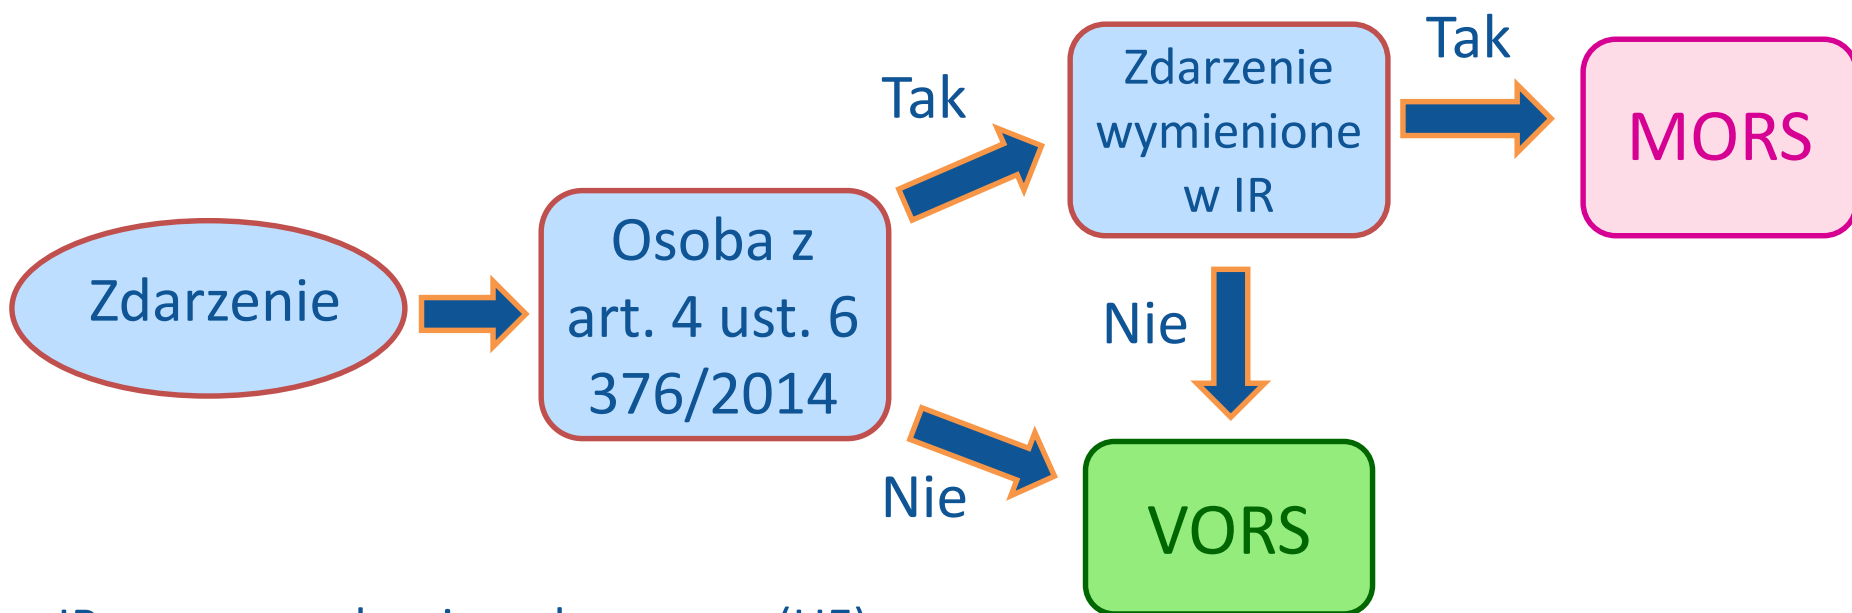 Zdarzenie
Osoba z
art. 4 ust. 6
376/2014
Tak
Nie
Zdarzenie
wymienione
w IR
Tak
MORS
Nie
VORS